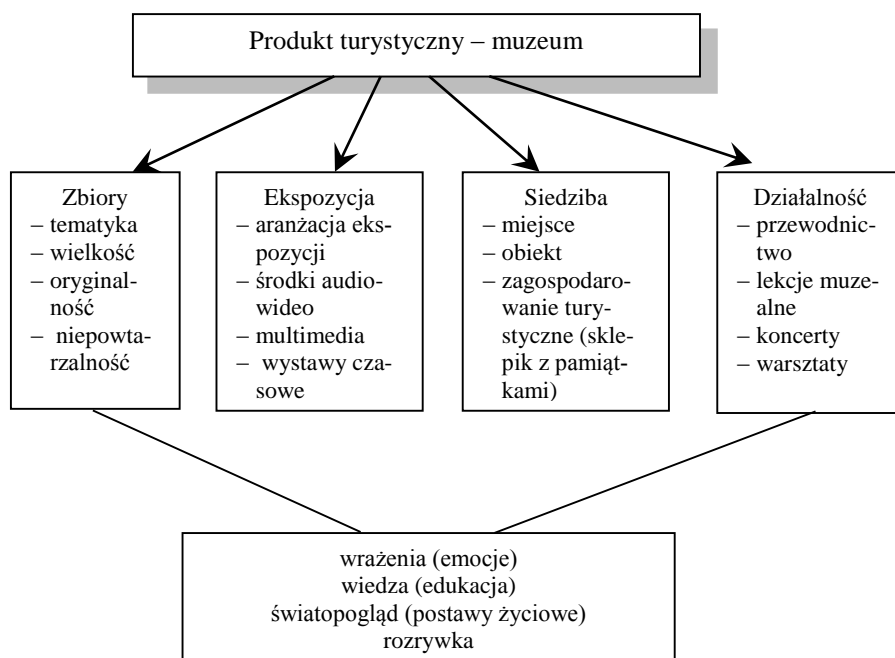 Produkt turystyczny – muzeum
Zbiory
– tematyka
– wielkość
– oryginal-
ność
– niepowta-
rzalność
Ekspozycja
– aranżacja eks-
pozycji
– środki audio-
wideo
– multimedia
– wystawy cza-
sowe
Siedziba
– miejsce
– obiekt
– zagospodaro-
wanie tury-
styczne (skle-
pik z pamiąt-
kami)
Działalność
– przewodnic-
two
– lekcje muze-
alne
– koncerty
– warsztaty
wrażenia (emocje)
wiedza (edukacja)
światopogląd (postawy życiowe)
rozrywka